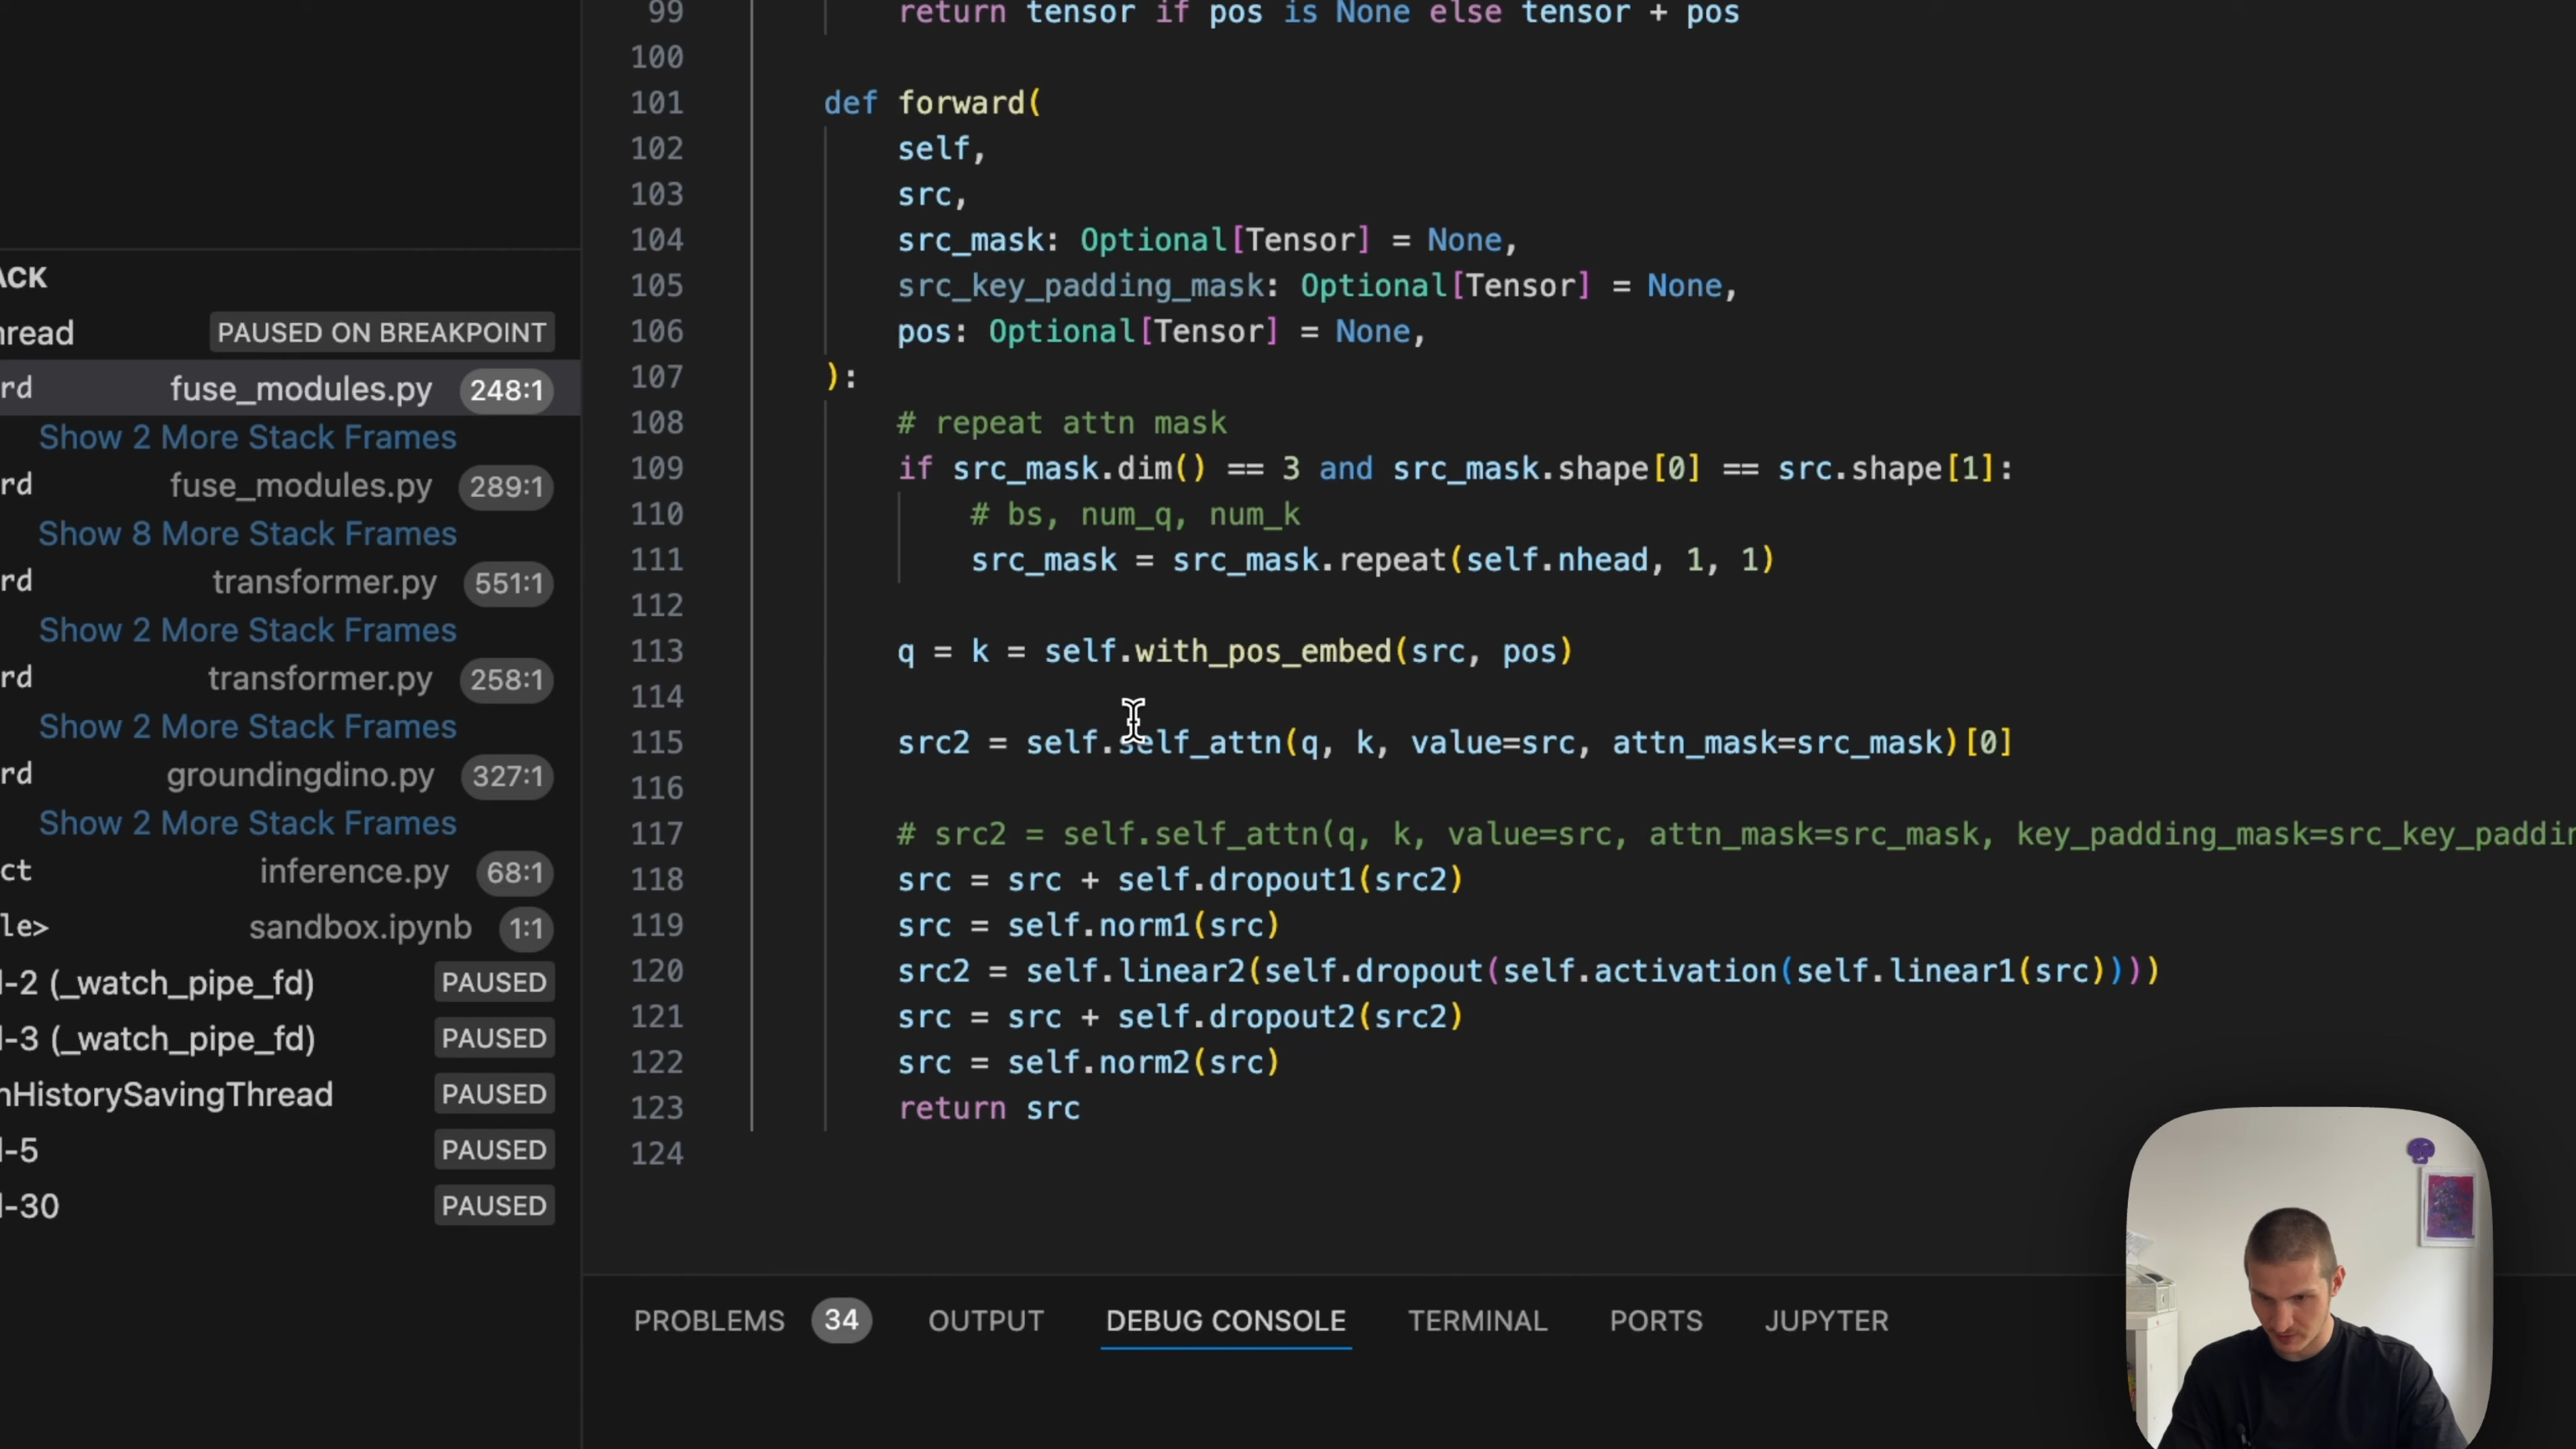 ACK
hread PAUSED ON BREAKPOINT
rd fuse_modules.py 248:1
Show 2 More Stack Frames
rd fuse_modules.py 289:1
Show 8 More Stack Frames
rd transformer.py 551:1
Show 2 More Stack Frames
rd transformer.py 258:1
Show 2 More Stack Frames
rd groundingdino.py 327:1
Show 2 More Stack Frames
ct inference.py 68:1
le> sandbox.ipynb 1:1
d-2 (_watch_pipe_fd) PAUSED
d-3 (_watch_pipe_fd) PAUSED
nHistorySavingThread PAUSED
d-5 PAUSED
d-30 PAUSED
99 return tensor if pos is None else tensor + pos
100
101 def forward(
102 self,
103 src,
104 src_mask: Optional[Tensor] = None,
105 src_key_padding_mask: Optional[Tensor] = None,
106 pos: Optional[Tensor] = None,
107 ):
108 # repeat attn mask
109 if src_mask.dim() == 3 and src_mask.shape[0] == src.shape[1]:
110 # bs, num_q, num_k
111 src_mask = src_mask.repeat(self.nhead, 1, 1)
112
113 q = k = self.with_pos_embed(src, pos)
114
115 src2 = self.self_attn(q, k, value=src, attn_mask=src_mask)[0]
116
117 # src2 = self.self_attn(q, k, value=src, attn_mask=src_mask, key_padding_mask=src_key_paddin
118 src = src + self.dropout1(src2)
119 src = self.norm1(src)
120 src2 = self.linear2(self.dropout(self.activation(self.linear1(src))))
121 src = src + self.dropout2(src2)
122 src = self.norm2(src)
123 return src
124
PROBLEMS 34 OUTPUT DEBUG CONSOLE TERMINAL PORTS JUPYTER